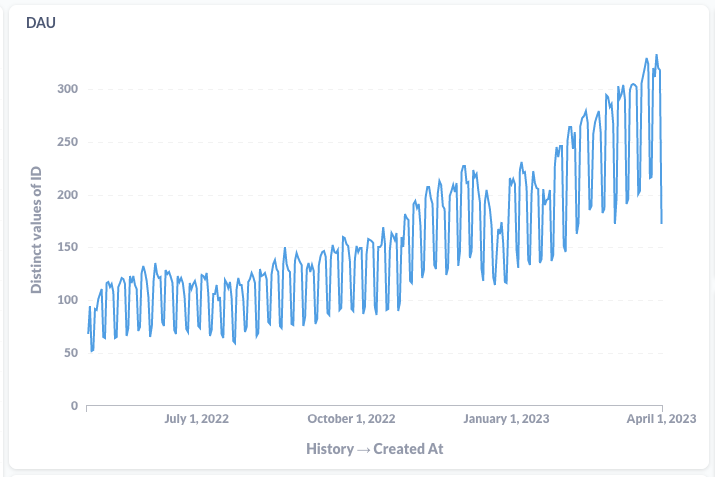 DAU
300
250
200
150
100
50
0
Distinct values of ID
July 1, 2022
October 1, 2022
January 1, 2023
April 1, 2023
History → Created At